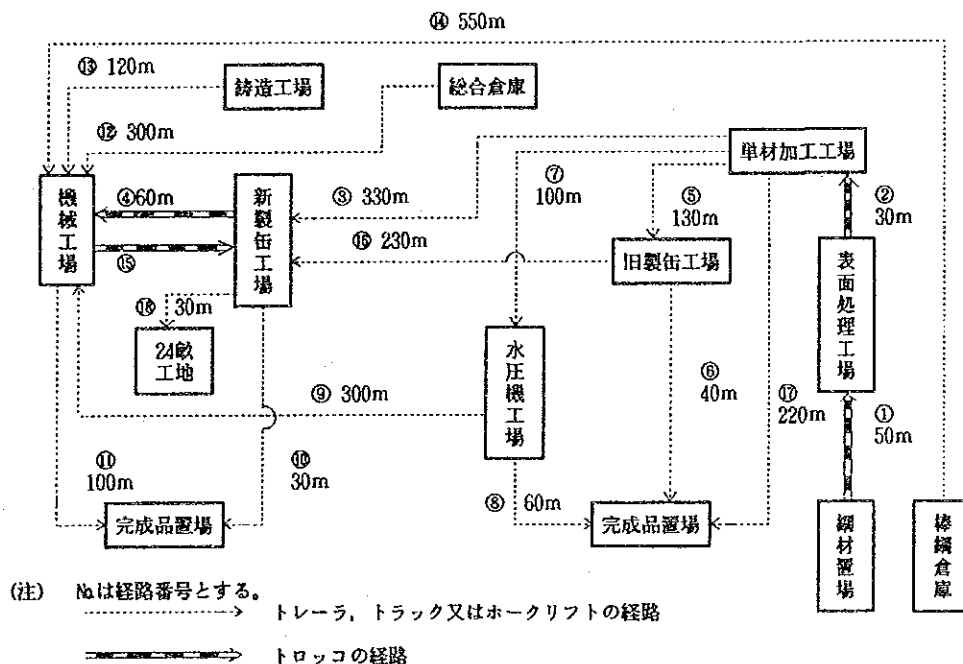 ⑭ 550m
⑬ 120m
鋳造工場
総合倉庫
⑫ 300m
単材加工工場
機械工場
④60m
新製缶工場
③ 330m
⑦
100m
⑤
130m
②
30m
⑮
⑯ 230m
旧製缶工場
表面処理工場
⑱ 30m
24畝
工地
水圧機工場
⑨ 300m
⑥
40m
⑰
220m
①
50m
⑪
100m
⑩
30m
⑧ 60m
完成品置場
完成品置場
鋼材置場
棒鋼倉庫
(注) №は経路番号とする。
トレーラ,トラック又はホークリフトの経路
トロッコの経路